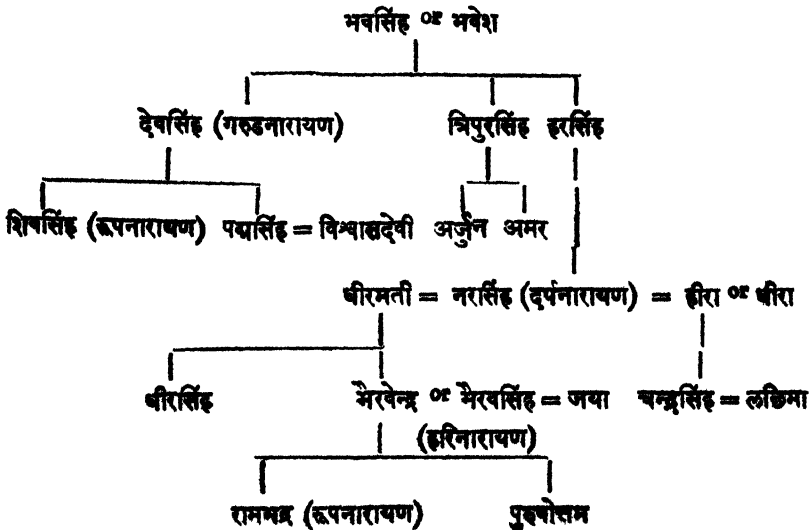 भवसिंह or भवेश
देवसिंह (गरुडनारायण) त्रिपुरसिंह हरसिंह
शिवसिंह (रूपनारायण) पद्मसिंह = विश्वासदेवी अर्जुन अमर
धीरमती = नरसिंह (दर्पनारायण) = हीरा or धीरा
धीरसिंह भैरवेन्द्र or भैरवसिंह = जया चन्द्रसिंह = लछिमा
(हरिनारायण)
रामभद्र (रूपनारायण) पुरुषोत्तम